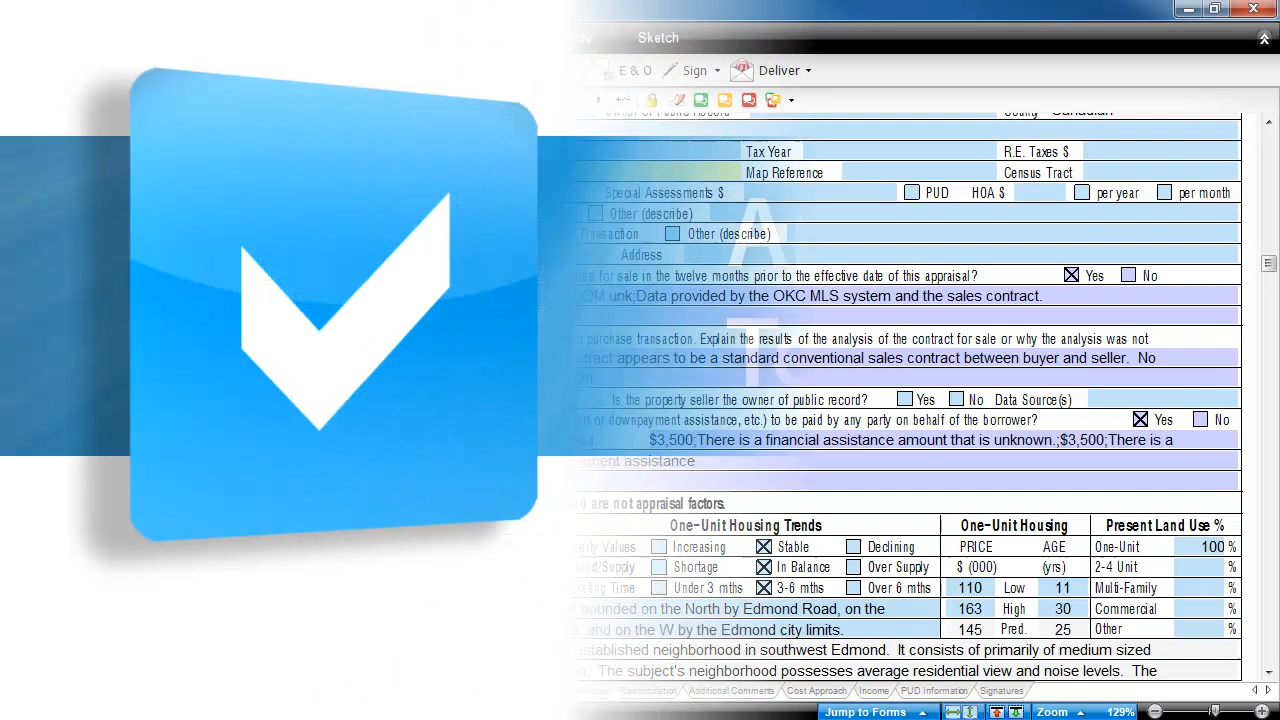 Sketch
E & O Sign Deliver
Owner of Public Record County Canadian
Tax Year R.E. Taxes $
Map Reference Census Tract
Special Assessments $ PUD HOA $ per year per month
Other (describe)
Transaction Other (describe)
A
Address
for sale in the twelve months prior to the effective date of this appraisal? Yes No
unk;Data provided by the OKC MLS system and the sales contract.
T
purchase transaction. Explain the results of the analysis of the contract for sale or why the analysis was not
appears to be a standard conventional sales contract between buyer and seller. No
Is the property seller the owner of public record? Yes No Data Source(s)
or downpayment assistance, etc.) to be paid by any party on behalf of the borrower? Yes No
$3,500;There is a financial assistance amount that is unknown.;$3,500;There is a
assistance
are not appraisal factors.
One-Unit Housing Trends One-Unit Housing Present Land Use %
Values Increasing Stable Declining PRICE AGE One-Unit 100 %
/Supply Shortage In Balance Over Supply $ (000) (yrs) 2-4 Unit %
Time Under 3 mths 3-6 mths Over 6 mths 110 Low 11 Multi-Family %
bounded on the North by Edmond Road, on the 163 High 30 Commercial %
and on the W by the Edmond city limits. 145 Pred. 25 Other %
established neighborhood in southwest Edmond. It consists of primarily of medium sized
The subject's neighborhood possesses average residential view and noise levels. The
Reconciliation Additional Comments Cost Approach Income PUD Information Signatures
Jump to Forms Zoom 129%